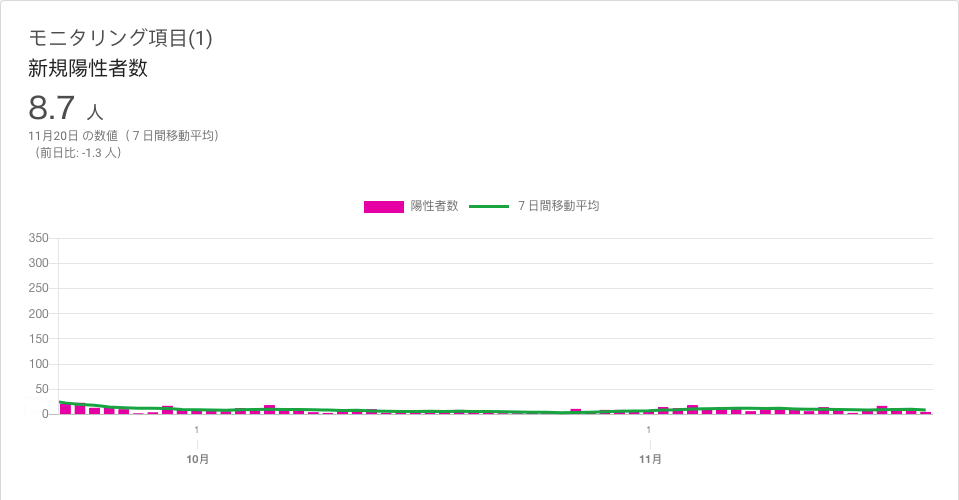 モニタリング項目(1)
新規陽性者数
8.7 人
11月20日 の数値（７日間移動平均）
（前日比: -1.3 人）
陽性者数 ７日間移動平均
350
300
250
200
150
100
50
0
1 1
10月 11月